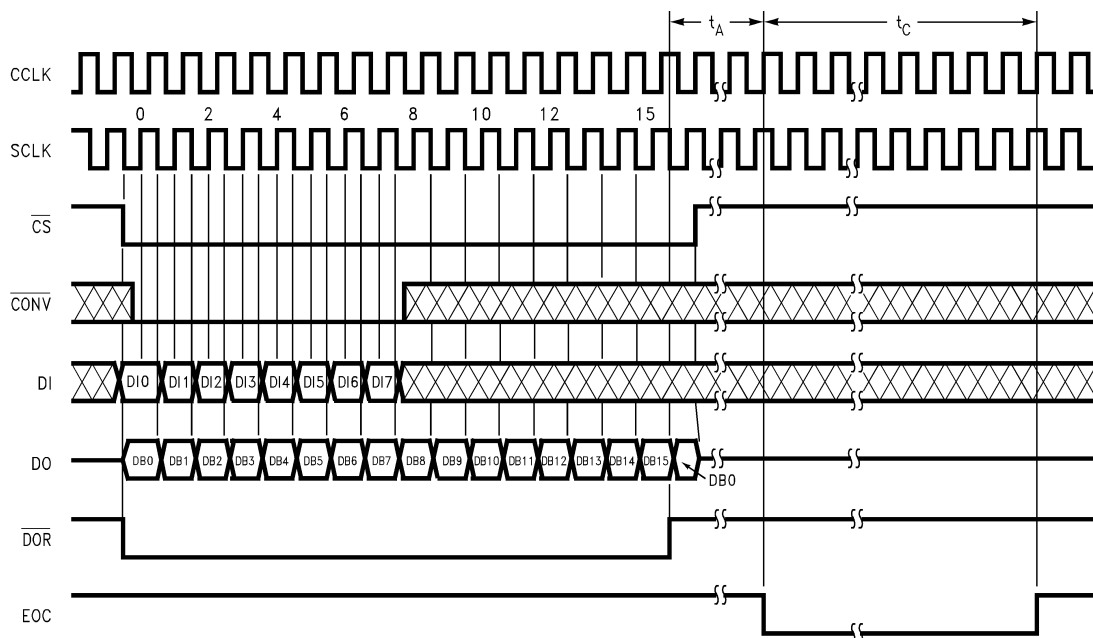 tA tC
CCLK
0 2 4 6 8 10 12 15
SCLK
CS
CONV
DI DI0 DI1 DI2 DI3 DI4 DI5 DI6 DI7
DO DB0 DB1 DB2 DB3 DB4 DB5 DB6 DB7 DB8 DB9 DB10 DB11 DB12 DB13 DB14 DB15
DB0
DOR
EOC